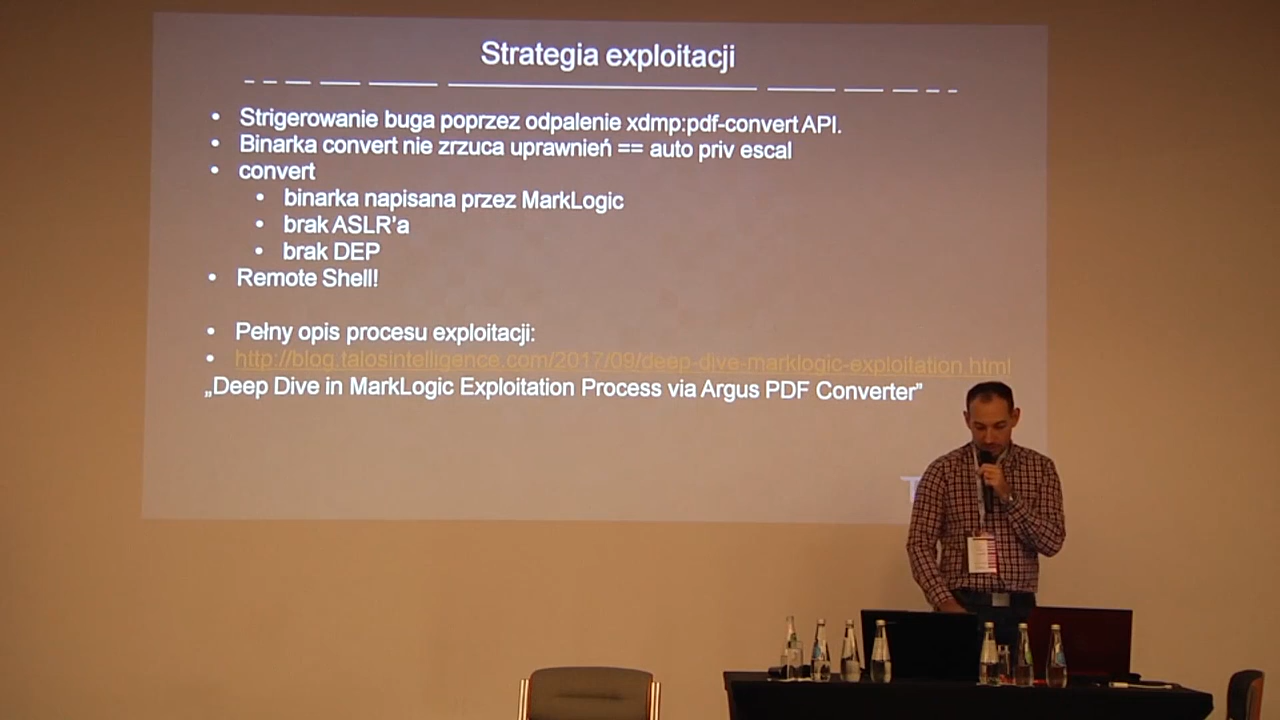 Strategia exploitacji
• Strigerowanie buga poprzez odpalenie xdmp:pdf-convert API.
• Binarka convert nie zrzuca uprawnień == auto priv escal
• convert
• binarka napisana przez MarkLogic
• brak ASLR'a
• brak DEP
• Remote Shell!
• Pełny opis procesu exploitacji:
• http://blog.talosintelligence.com/2017/09/deep-dive-marklogic-exploitation.html
„Deep Dive in MarkLogic Exploitation Process via Argus PDF Converter”